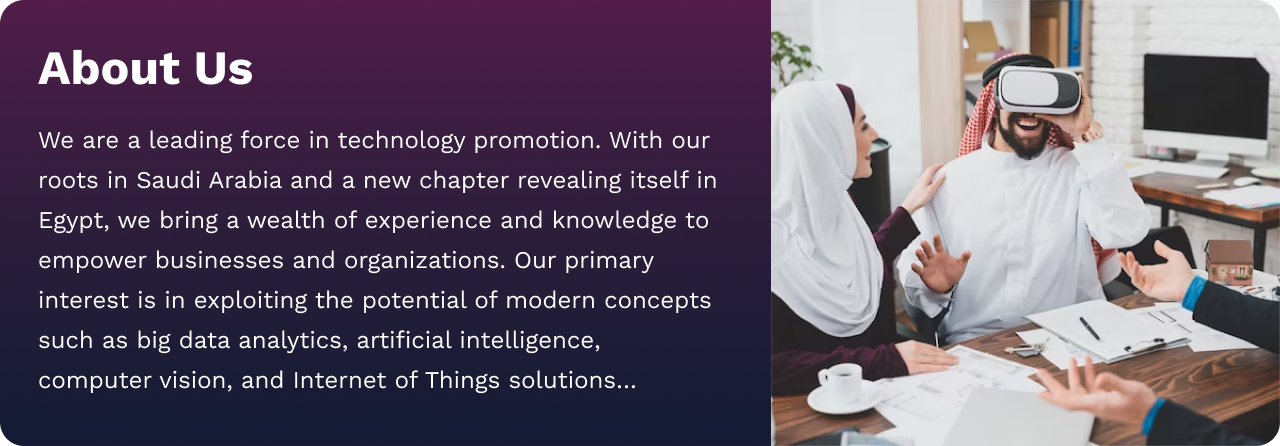 About Us
We are a leading force in technology promotion. With our
roots in Saudi Arabia and a new chapter revealing itself in
Egypt, we bring a wealth of experience and knowledge to
empower businesses and organizations. Our primary
interest is in exploiting the potential of modern concepts
such as big data analytics, artificial intelligence,
computer vision, and Internet of Things solutions...